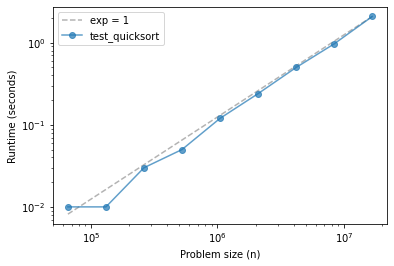 exp = 1
test_quicksort
10⁰
10⁻¹
10⁻²
Runtime (seconds)
10⁵
10⁶
10⁷
Problem size (n)